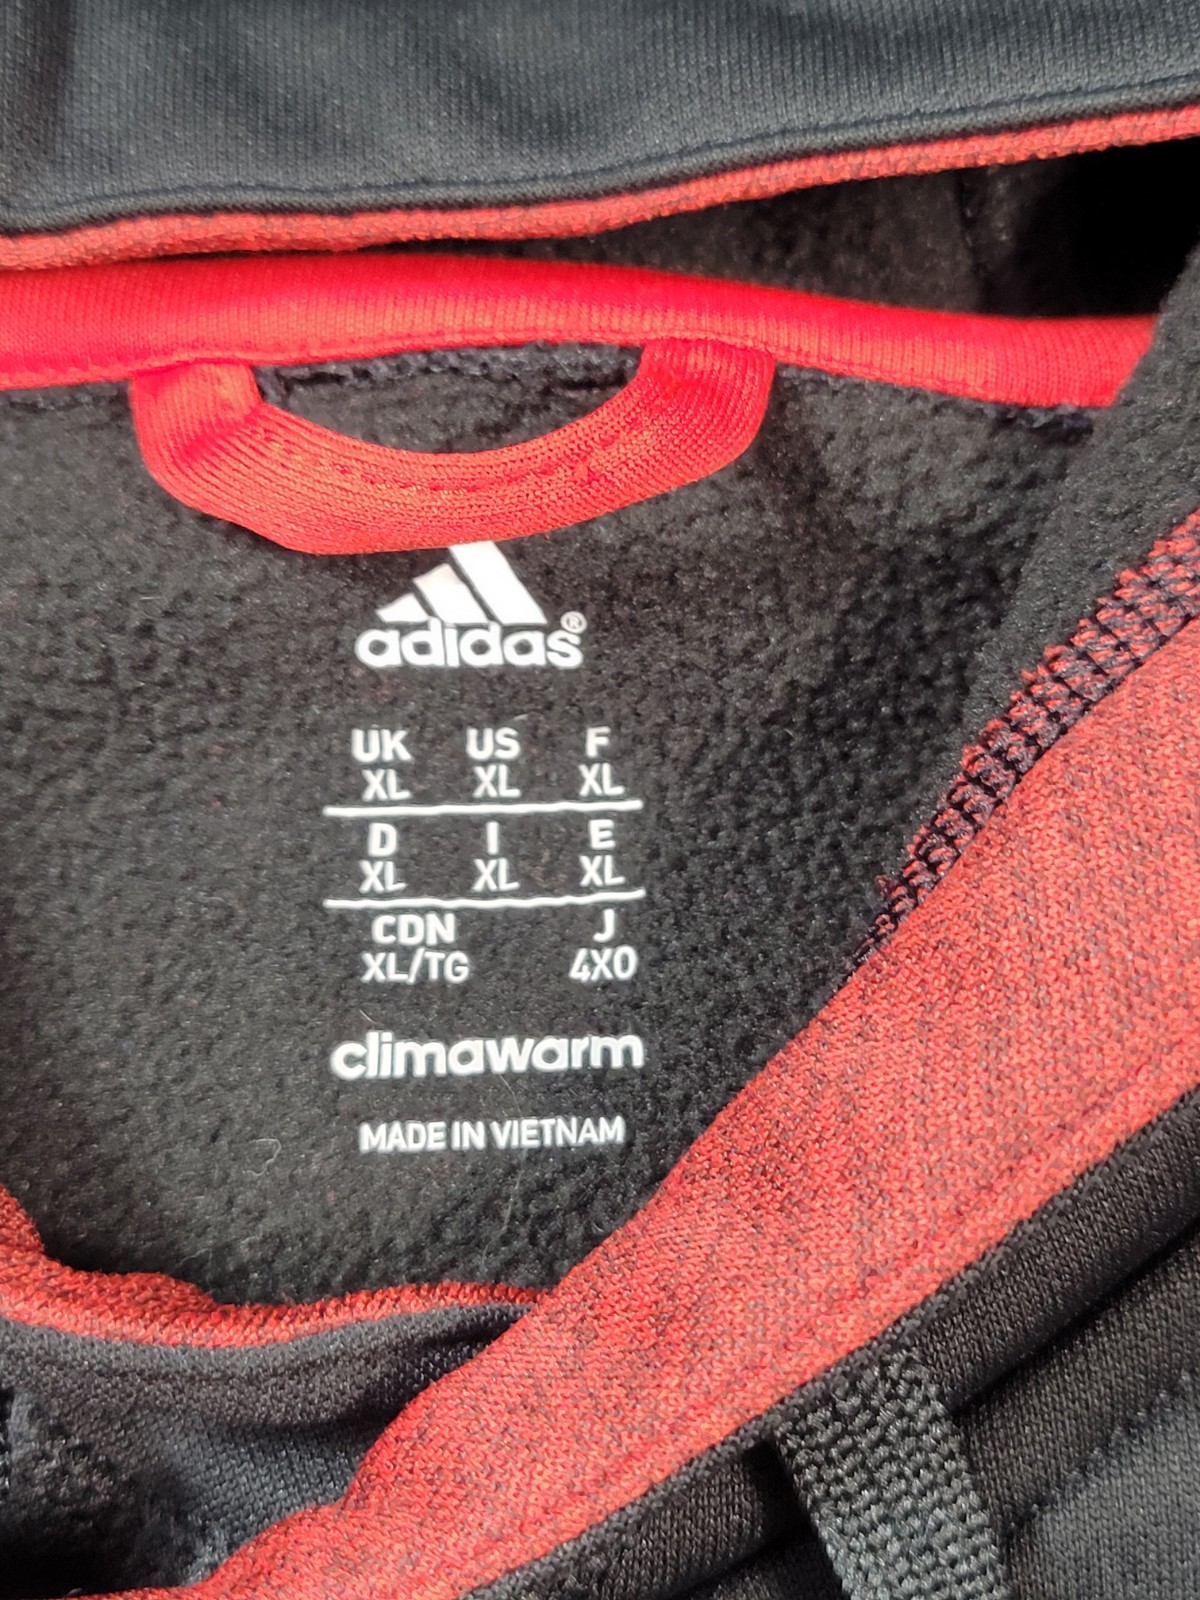 adidas®
UK US F
XL XL XL
D I E
XL XL XL
CDN J
XL/TG 4XO
climawarm
MADE IN VIETNAM